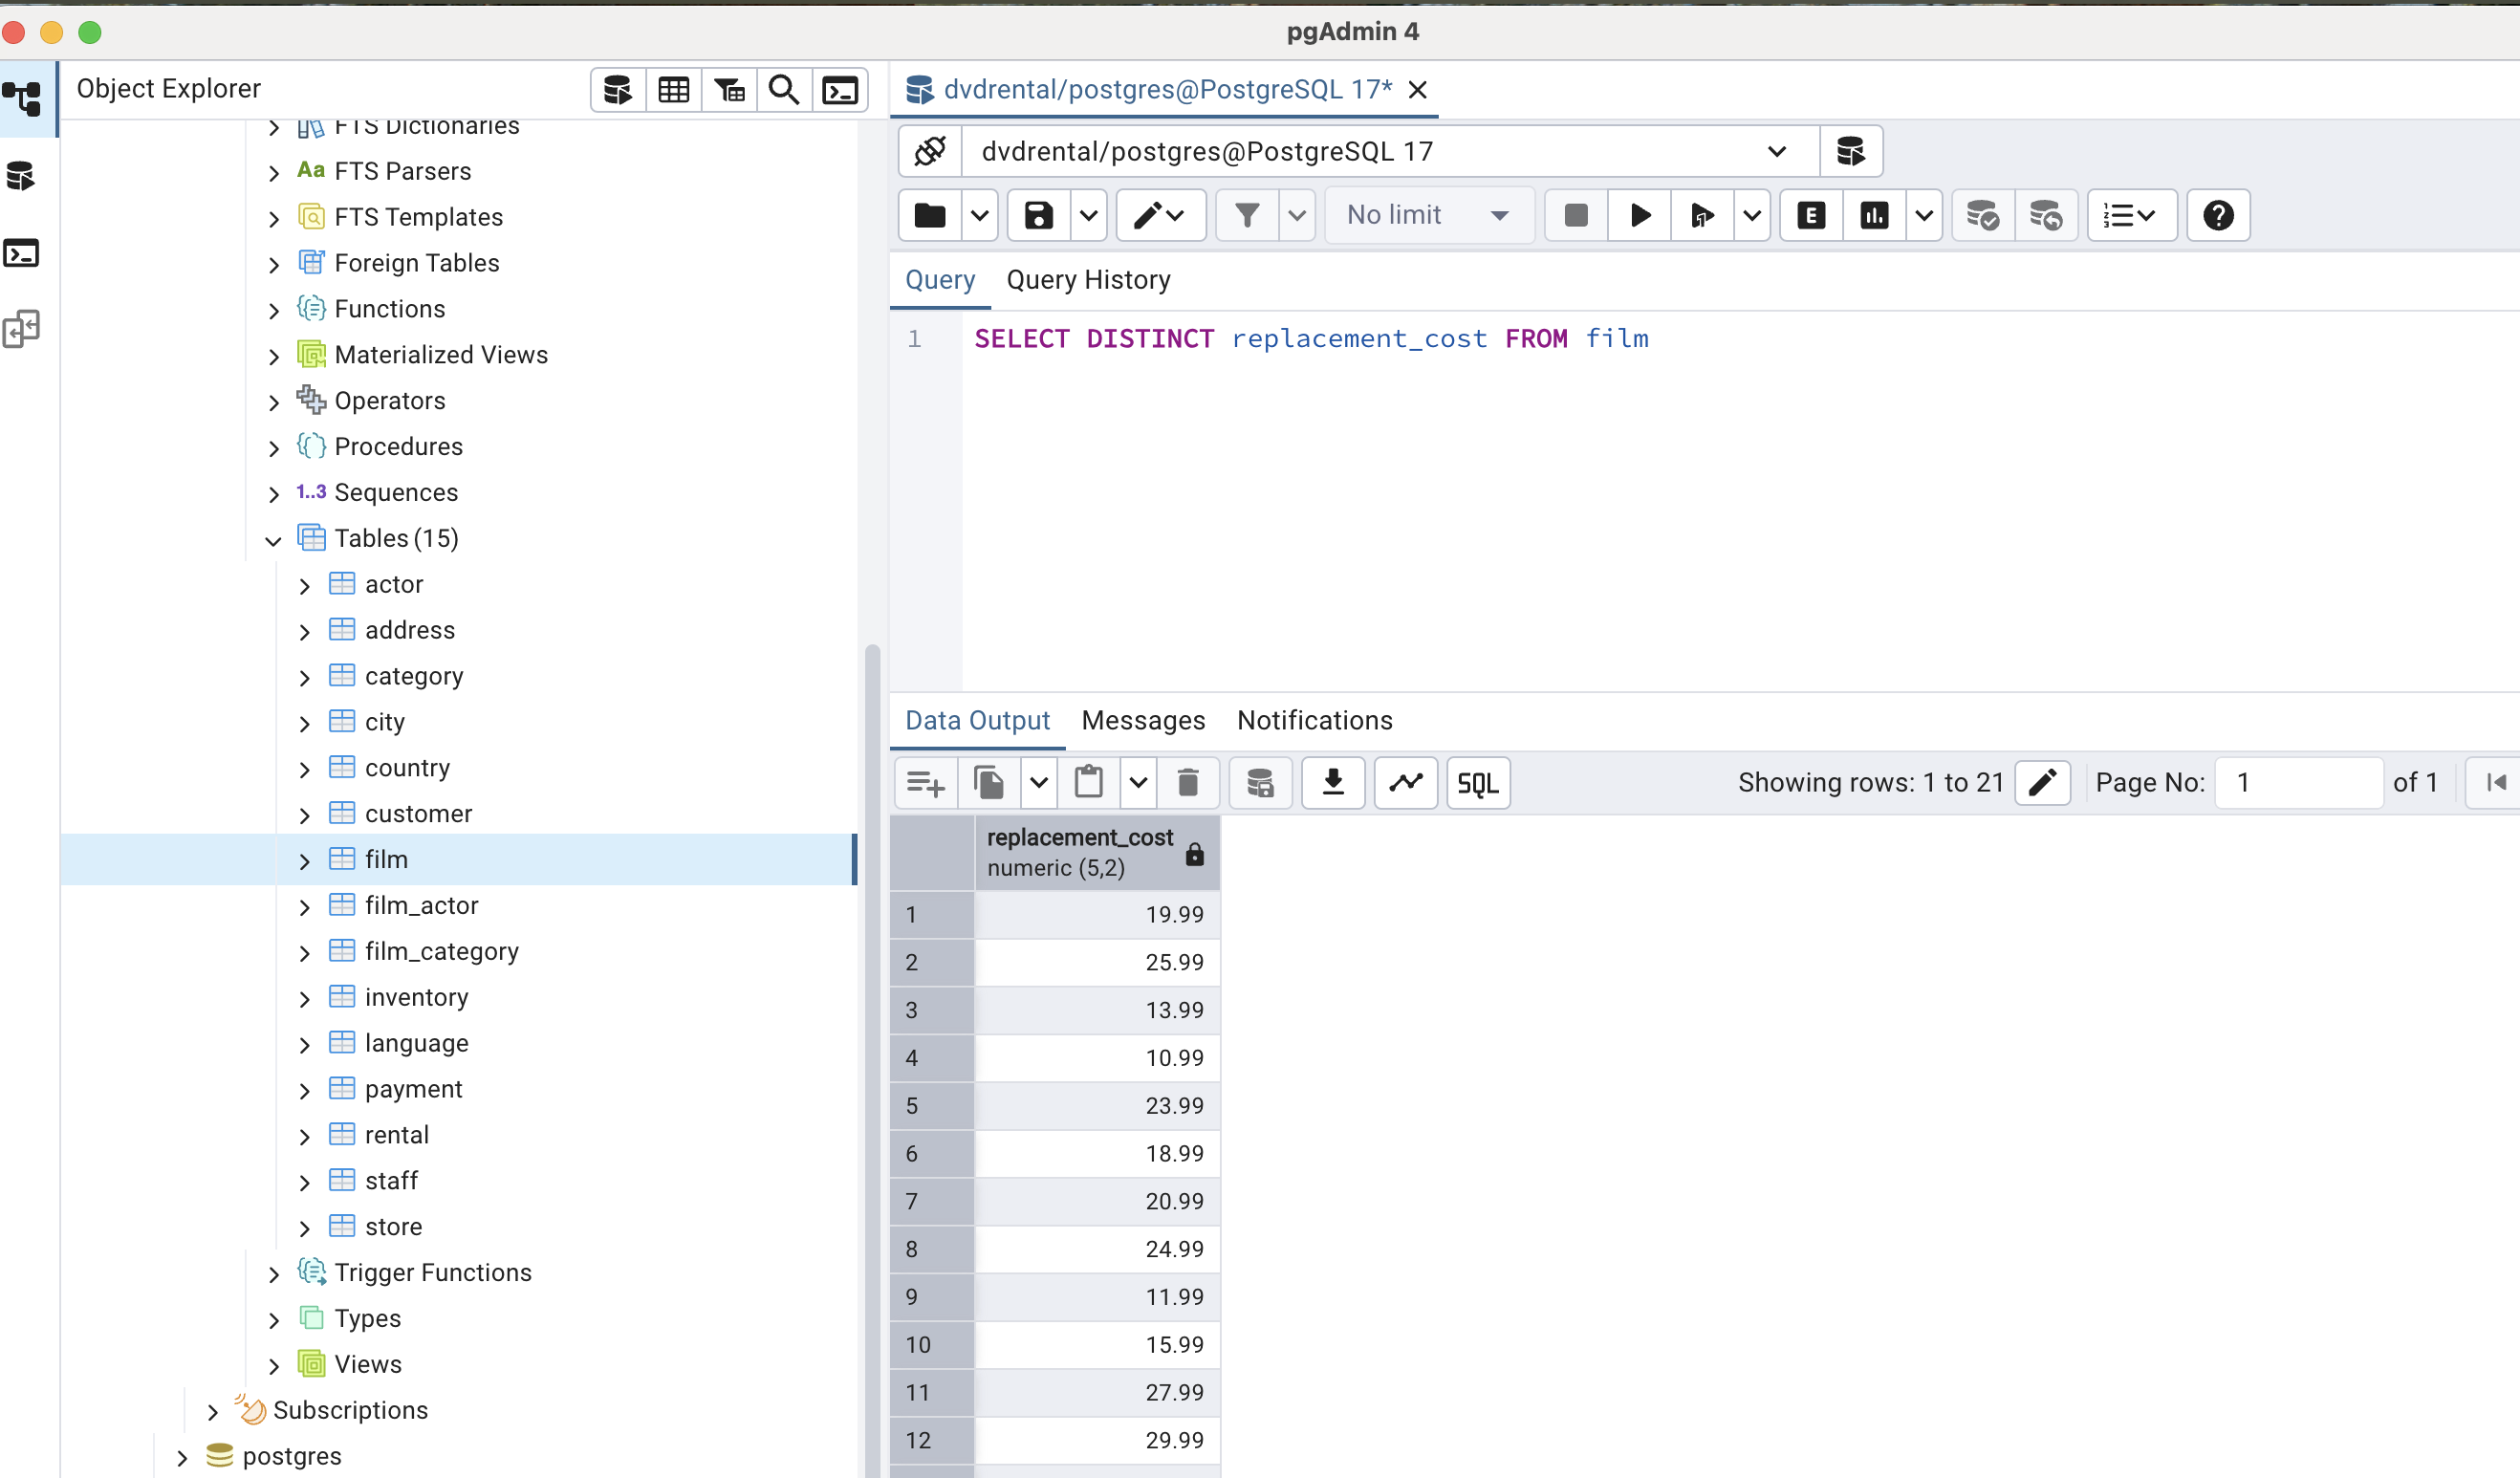 pgAdmin 4
Object Explorer
FTS Dictionaries
Aa FTS Parsers
FTS Templates
Foreign Tables
Functions
Materialized Views
Operators
Procedures
1..3 Sequences
Tables (15)
actor
address
category
city
country
customer
film
film_actor
film_category
inventory
language
payment
rental
staff
store
Trigger Functions
Types
Views
Subscriptions
postgres
dvdrental/postgres@PostgreSQL 17*
dvdrental/postgres@PostgreSQL 17
No limit
E
Query Query History
1 SELECT DISTINCT replacement_cost FROM film
Data Output Messages Notifications
SQL Showing rows: 1 to 21 Page No: 1 of 1
replacement_cost
numeric (5,2)
1 19.99
2 25.99
3 13.99
4 10.99
5 23.99
6 18.99
7 20.99
8 24.99
9 11.99
10 15.99
11 27.99
12 29.99